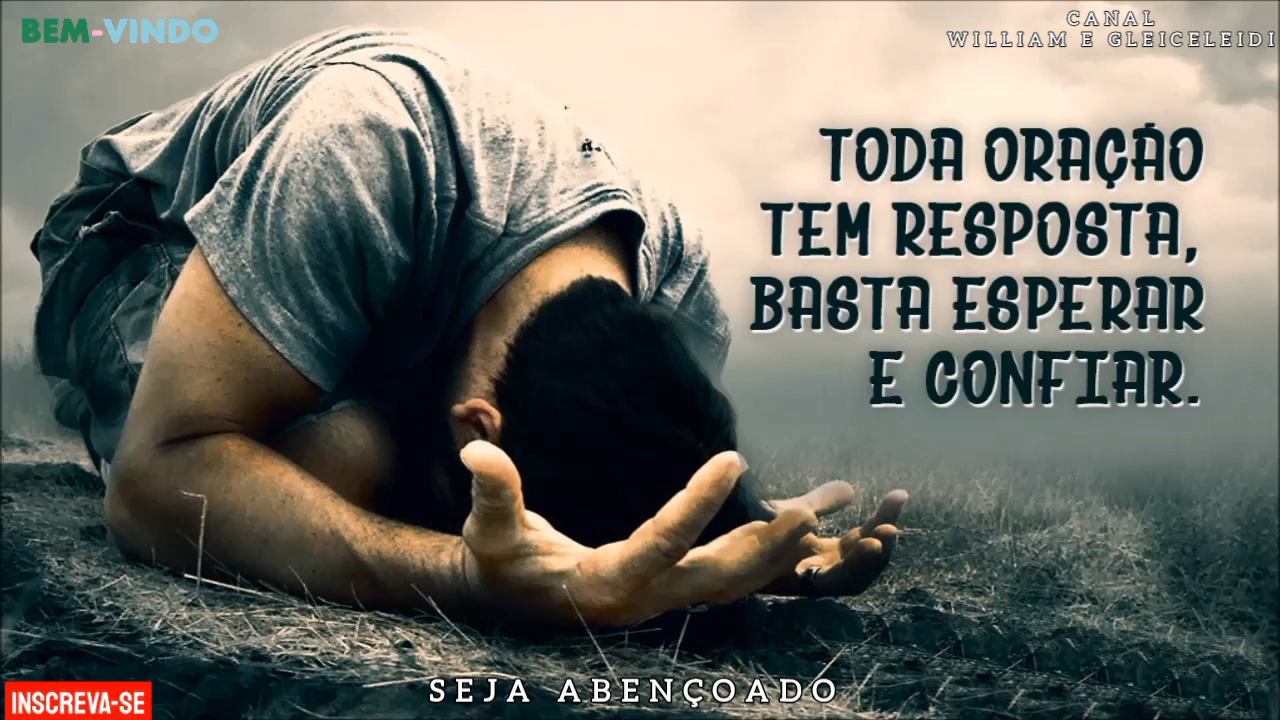 BEM-VINDO
CANAL
WILLIAM E GLEICELEIDI
TODA ORAÇÃO
TEM RESPOSTA,
BASTA ESPERAR
E CONFIAR.
SEJA ABENÇOADO
INSCREVA-SE